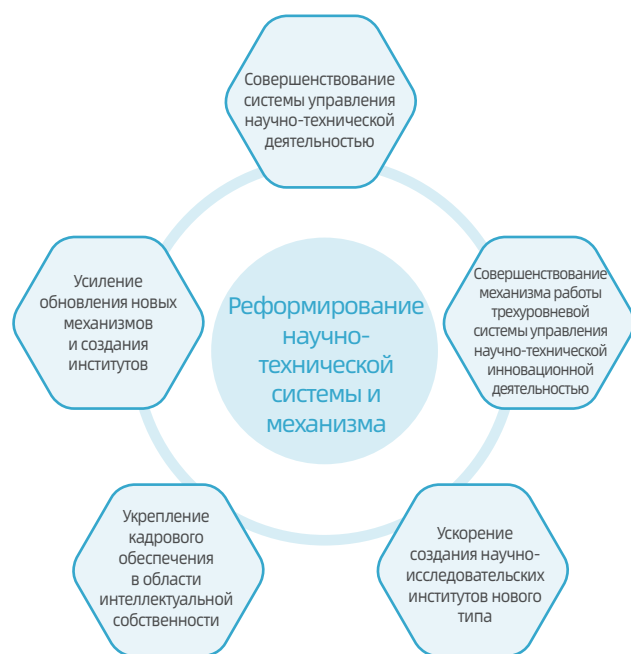 Совершенствование
системы управления
научно-технической
деятельностью
Усиление
обновления новых
механизмов
и создания
институтов
Реформирование
научно-
технической
системы и
механизма
Совершенствование
механизма работы
трехуровневой
системы управления
научно-технической
инновационной
деятельностью
Укрепление
кадрового
обеспечения
в области
интеллектуальной
собственности
Ускорение
создания научно-
исследовательских
институтов нового
типа